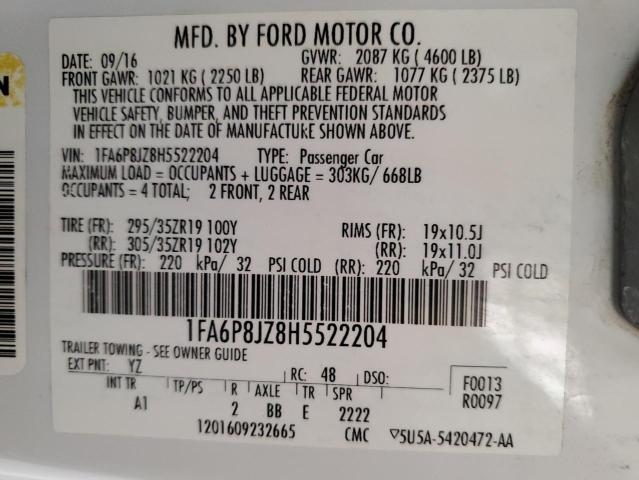 MFD. BY FORD MOTOR CO.
DATE: 09/16 GVWR: 2087 KG ( 4600 LB)
FRONT GAWR: 1021 KG ( 2250 LB) REAR GAWR: 1077 KG ( 2375 LB)
THIS VEHICLE CONFORMS TO ALL APPLICABLE FEDERAL MOTOR
VEHICLE SAFETY, BUMPER, AND THEFT PREVENTION STANDARDS
IN EFFECT ON THE DATE OF MANUFACTURE SHOWN ABOVE.
VIN: 1FA6P8JZ8H5522204 TYPE: Passenger Car
MAXIMUM LOAD = OCCUPANTS + LUGGAGE = 303KG/ 668LB
OCCUPANTS = 4 TOTAL; 2 FRONT, 2 REAR
TIRE (FR): 295/35ZR19 100Y RIMS (FR): 19x10.5J
(RR): 305/35ZR19 102Y (RR): 19x11.0J
PRESSURE (FR): 220 kPa/ 32 PSI COLD (RR): 220 kPa/ 32 PSI COLD
1FA6P8JZ8H5522204
TRAILER TOWING - SEE OWNER GUIDE
EXT PNT: YZ RC: 48 DSO: F0013
INT TR TP/PS R AXLE TR SPR R0097
A1 2 BB E 2222
1201609232665 CMC ▽5U5A-5420472-AA